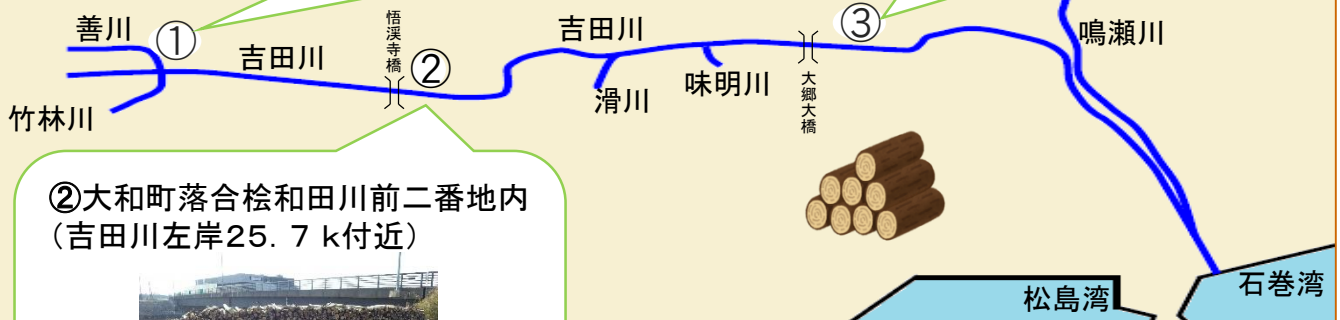 善川
①
吉田川
悟渓寺橋
②
吉田川
③
鳴瀬川
竹林川
滑川
味明川
大郷大橋
②大和町落合桧和田川前二番地内
（吉田川左岸25．7ｋ付近）
松島湾
石巻湾